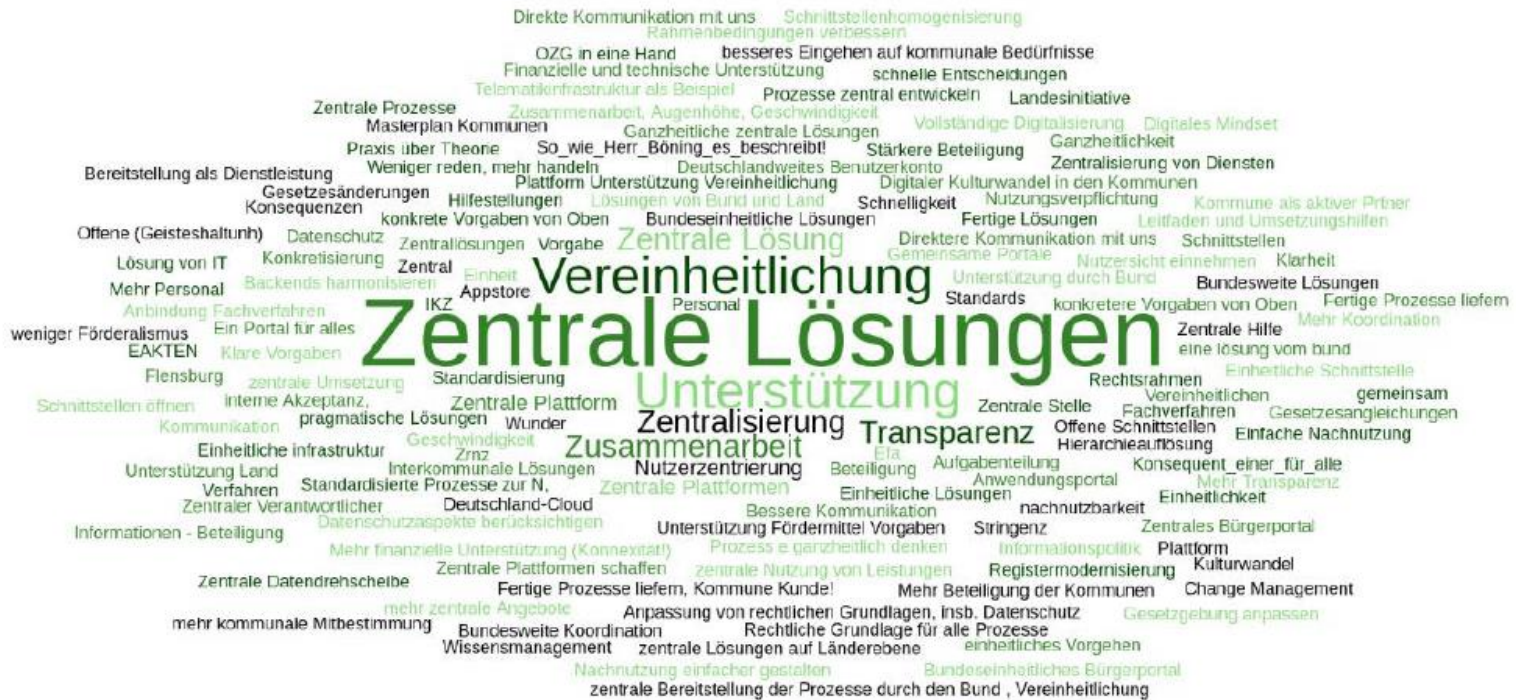 Direkte Kommunikation mit uns Schnittstellenhomogenisierung
Rahmenbedingungen verbessern
OZG in eine Hand besseres Eingehen auf kommunale Bedürfnisse
Finanzielle und technische Unterstützung schnelle Entscheidungen
Telematikinfrastruktur als Beispiel Prozesse zentral entwickeln Landesinitiative
Zentrale Prozesse Zusammenarbeit, Augenhöhe, Geschwindigkeit
Masterplan Kommunen Ganzheitliche zentrale Lösungen Vollständige Digitalisierung Digitales Mindset
Praxis über Theorie So_wie_Herr_Böning_es_beschreibt! Stärkere Beteiligung Ganzheitlichkeit
Bereitstellung als Dienstleistung Weniger reden, mehr handeln Deutschlandweites Benutzerkonto Zentralisierung von Diensten
Plattform Unterstützung Vereinheitlichung Digitaler Kulturwandel in den Kommunen
Gesetzesänderungen Hilfestellungen Lösungen von Bund und Land Schnelligkeit Nutzungsverpflichtung Kommune als aktiver Prtner
Konsequenzen konkrete Vorgaben von Oben Bundeseinheitliche Lösungen Fertige Lösungen Leitfaden und Umsetzungshilfen
Offene (Geisteshaltunh) Datenschutz Zentrallösungen Vorgabe Zentrale Lösung Direktere Kommunikation mit uns Schnittstellen
Lösung von IT Konkretisierung Zentral Einheit Vereinheitlichung Gemeinsame Portale Nutzersicht einnehmen Klarheit
Mehr Personal Backends harmonisieren Appstore Unterstützung durch Bund Bundesweite Lösungen
Anbindung Fachverfahren IKZ Personal Standards konkretere Vorgaben von Oben Fertige Prozesse liefern
weniger Förderalismus Ein Portal für alles Zentrale Lösungen Zentrale Hilfe Mehr Koordination
EAKTEN Klare Vorgaben eine lösung vom bund
Flensburg zentrale Umsetzung Standardisierung Unterstützung Rechtsrahmen Einheitliche Schnittstelle
Schnittstellen öffnen interne Akzeptanz, Zentrale Plattform Zentrale Stelle Vereinheitlichen gemeinsam
Kommunikation pragmatische Lösungen Wunder Zentralisierung Transparenz Fachverfahren Gesetzesangleichungen
Geschwindigkeit Zusammenarbeit Offene Schnittstellen Einfache Nachnutzung
Einheitliche infrastruktur Zrnz Efa Hierarchieauflösung
Unterstützung Land Interkommunale Lösungen Nutzerzentrierung Beteiligung Aufgabenteilung Konsequent_einer_für_alle
Verfahren Standardisierte Prozesse zur N, Zentrale Plattformen Anwendungsportal Mehr Transparenz
Zentraler Verantwortlicher Deutschland-Cloud Einheitliche Lösungen nachnutzbarkeit Einheitlichkeit
Informationen - Beteiligung Datenschutzaspekte berücksichtigen Bessere Kommunikation
Unterstützung Fördermittel Vorgaben Stringenz Zentrales Bürgerportal
Mehr finanzielle Unterstützung (Konnexität!) Prozess e ganzheitlich denken Informationspolitik Plattform
Zentrale Datendrehscheibe Zentrale Plattformen schaffen zentrale Nutzung von Leistungen Registermodernisierung Kulturwandel
Fertige Prozesse liefern, Kommune Kunde! Mehr Beteiligung der Kommunen Change Management
mehr zentrale Angebote Anpassung von rechtlichen Grundlagen, insb. Datenschutz Gesetzgebung anpassen
mehr kommunale Mitbestimmung Bundesweite Koordination Rechtliche Grundlage für alle Prozesse
Wissensmanagement zentrale Lösungen auf Länderebene einheitliches Vorgehen
Nachnutzung einfacher gestalten Bundeseinheitliches Bürgerportal
zentrale Bereitstellung der Prozesse durch den Bund , Vereinheitlichung